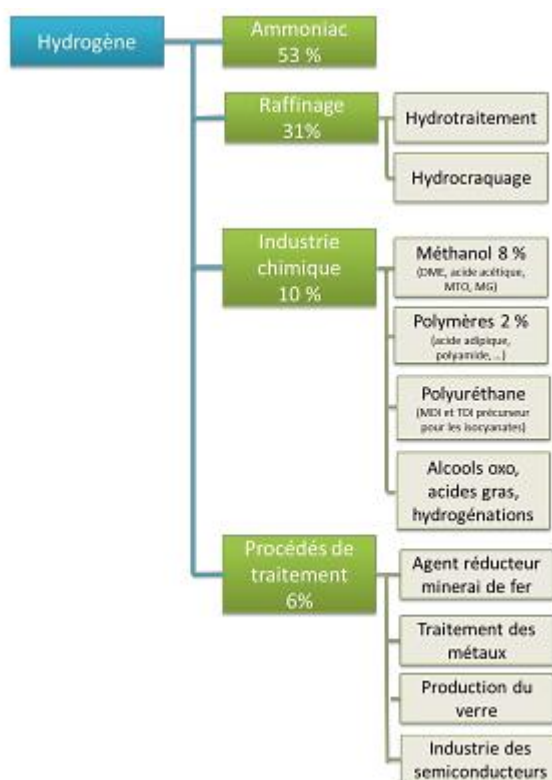 Hydrogène
Ammoniac
53 %
Raffinage
31%
Hydrotraitement
Hydrocraquage
Industrie
chimique
10 %
Méthanol 8 %
(DME, acide acétique,
MTO, MG)
Polymères 2 %
(acide adipique,
polyamide, ...)
Polyuréthane
(MDI et TDI précurseur
pour les isocyanates)
Alcools oxo,
acides gras,
hydrogénations
Procédés de
traitement
6%
Agent réducteur
minerai de fer
Traitement des
métaux
Production du
verre
Industrie des
semiconducteurs